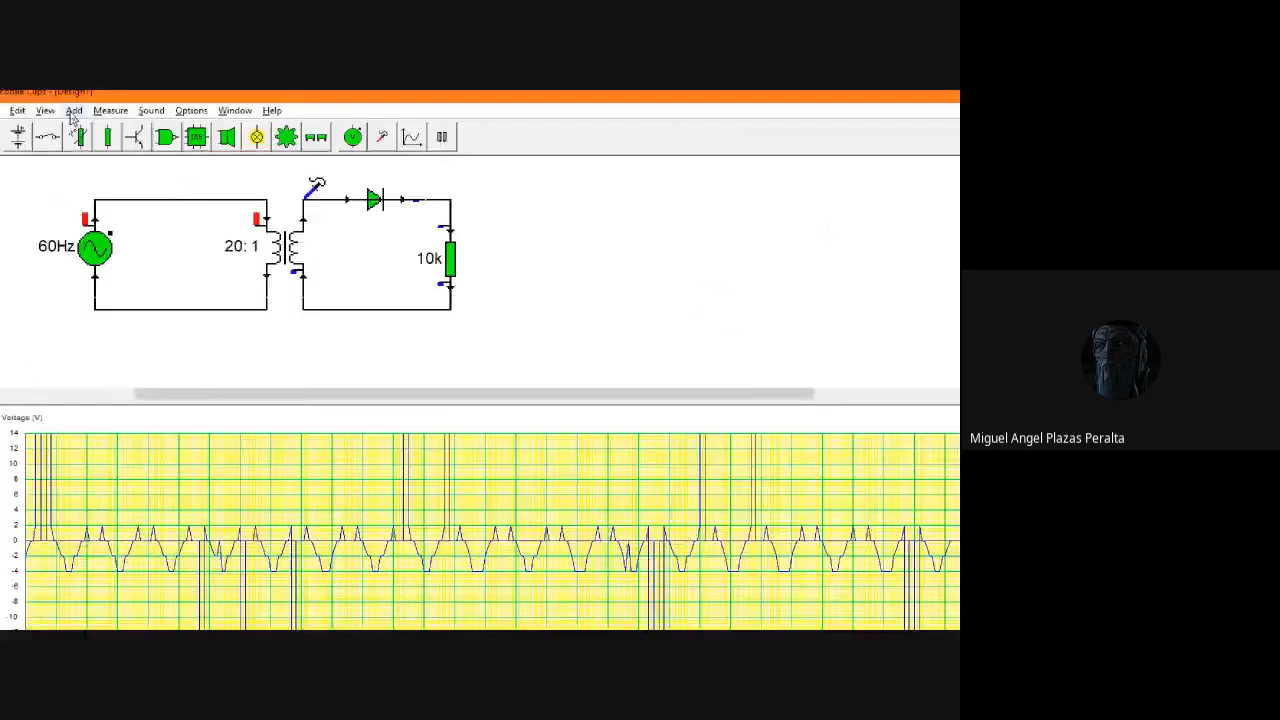 Edit View Add Measure Sound Options Window Help
60Hz
20:1
10k
Voltage (V)
14
12
10
8
6
4
2
0
-2
-4
-6
-8
-10
Miguel Angel Plazas Peralta